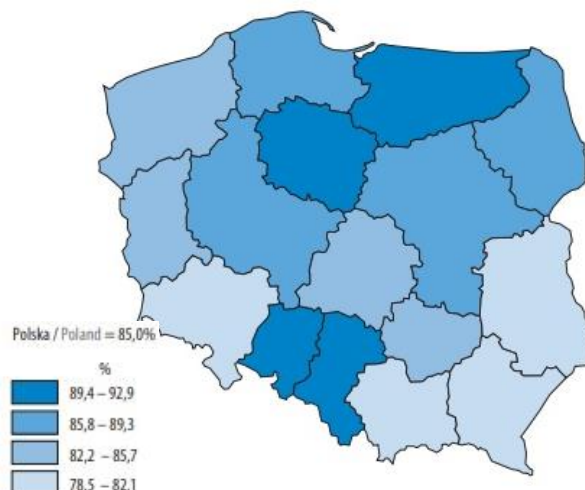 Polska / Poland = 85,0%
%
89,4 – 92,9
85,8 – 89,3
82,2 – 85,7
78,5 – 82,1